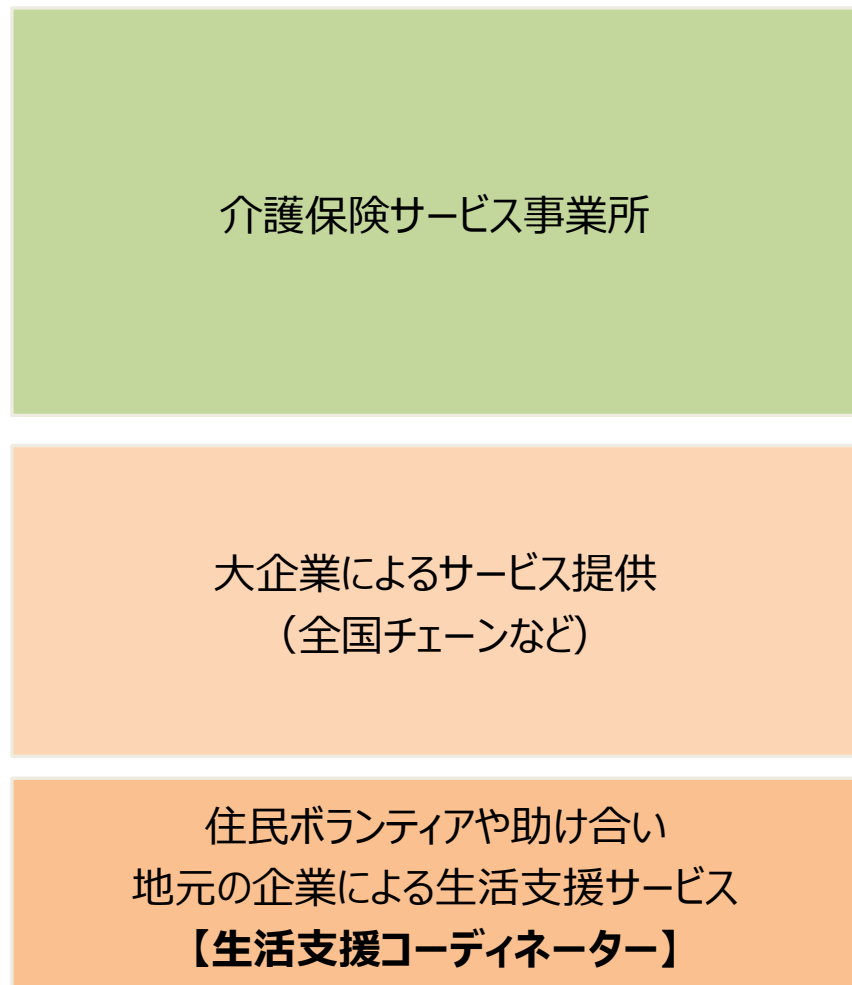 介護保険サービス事業所
大企業によるサービス提供
（全国チェーンなど）
住民ボランティアや助け合い
地元の企業による生活支援サービス
【生活支援コーディネーター】